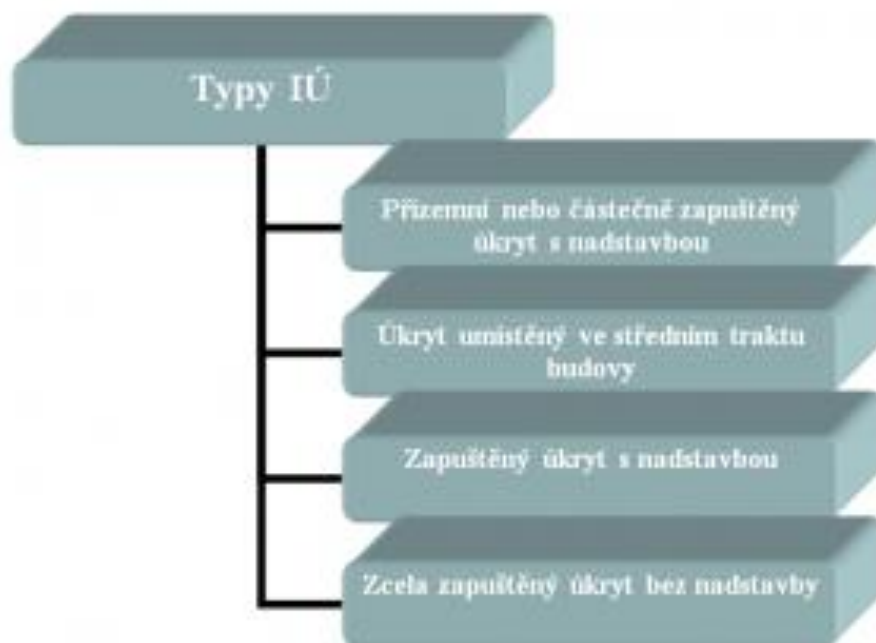 Typy IÚ
Přízemní nebo částečně zapuštěný
úkryt s nadstavbou
Úkryt umístěný ve středním traktu
budovy
Zapuštěný úkryt s nadstavbou
Zcela zapuštěný úkryt bez nadstavby